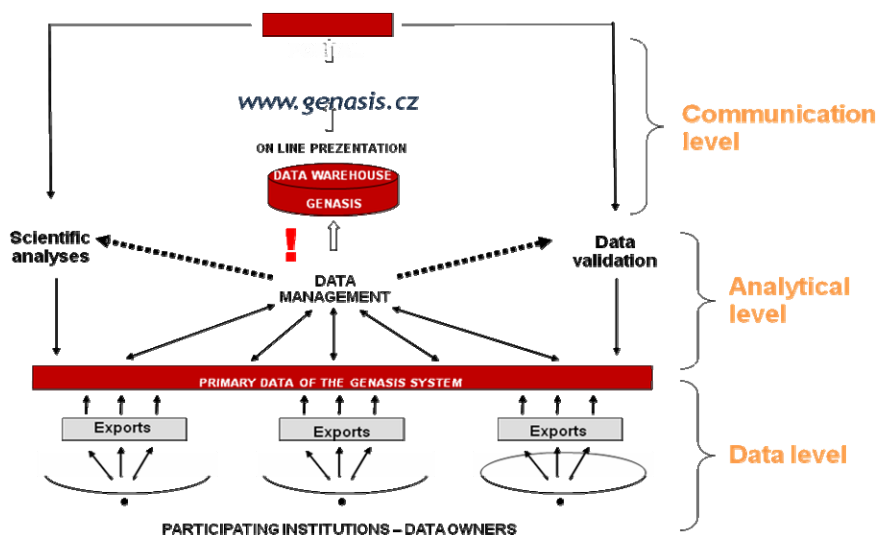 www.genasis.cz
ON LINE PREZENTATION
DATA WAREHOUSE
GENASIS
Communication
level
!
Scientific
analyses
Data
validation
DATA
MANAGEMENT
Analytical
level
PRIMARY DATA OF THE GENASIS SYSTEM
Exports
Exports
Exports
Data level
PARTICIPATING INSTITUTIONS – DATA OWNERS